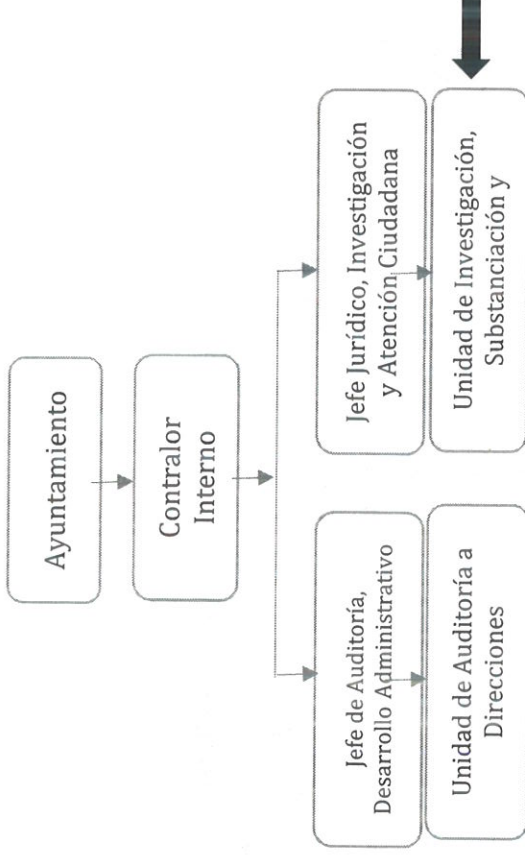 Ayuntamiento
Contralor
Interno
Jefe de Auditoría,
Desarrollo Administrativo
Unidad de Auditoría a
Direcciones
Jefe Jurídico, Investigación
y Atención Ciudadana
Unidad de Investigación,
Substanciación y